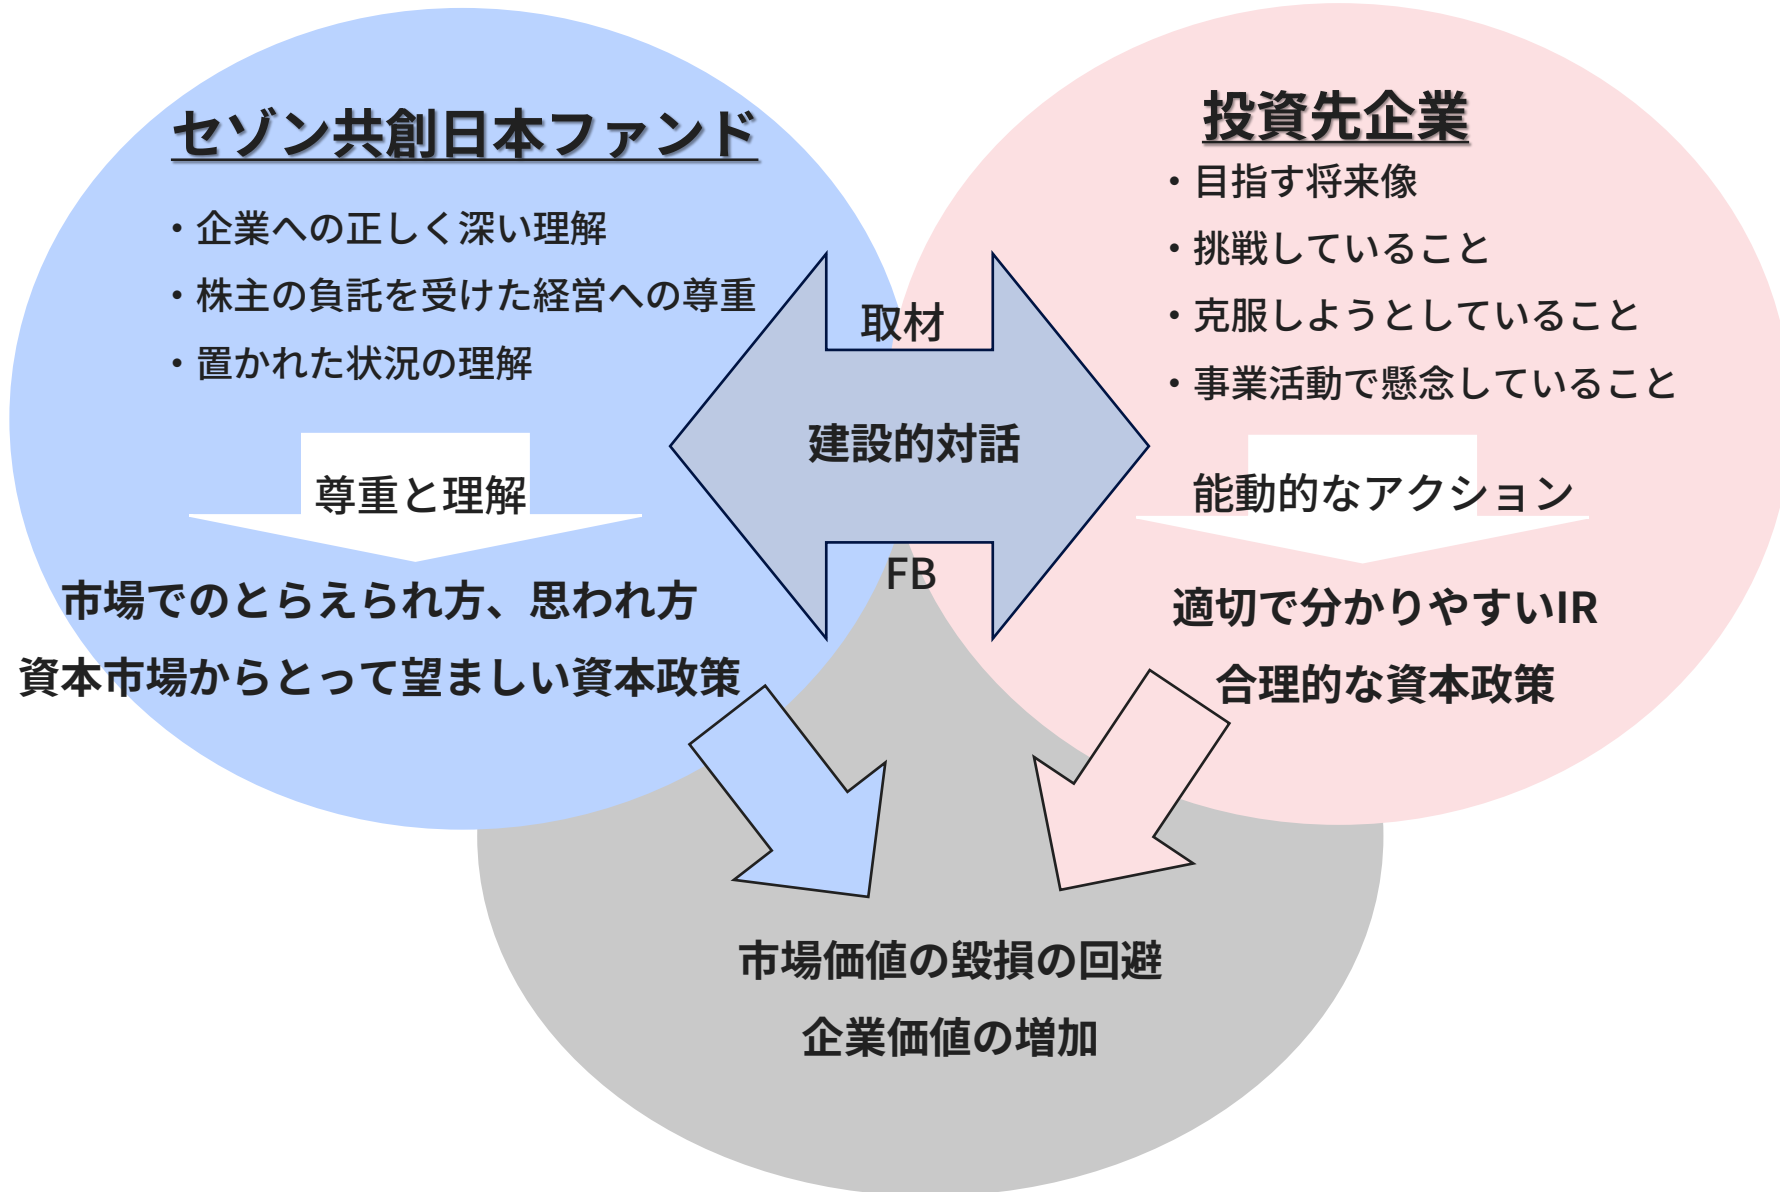 セゾン共創日本ファンド
・企業への正しく深い理解
・株主の負託を受けた経営への尊重
・置かれた状況の理解
尊重と理解
市場でのとらえられ方、思われ方
資本市場からとって望ましい資本政策
取材
建設的対話
FB
投資先企業
・目指す将来像
・挑戦していること
・克服しようとしていること
・事業活動で懸念していること
能動的なアクション
適切で分かりやすいIR
合理的な資本政策
市場価値の毀損の回避
企業価値の増加